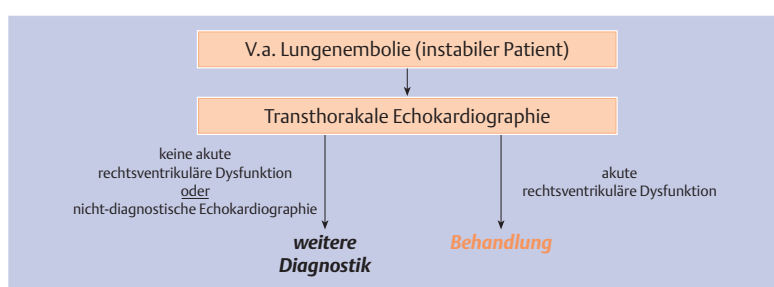 V.a. Lungenembolie (instabiler Patient)
Transthorakale Echokardiographie
keine akute
rechtsventrikuläre Dysfunktion
oder
nicht-diagnostische Echokardiographie
akute
rechtsventrikuläre Dysfunktion
weitere
Diagnostik
Behandlung